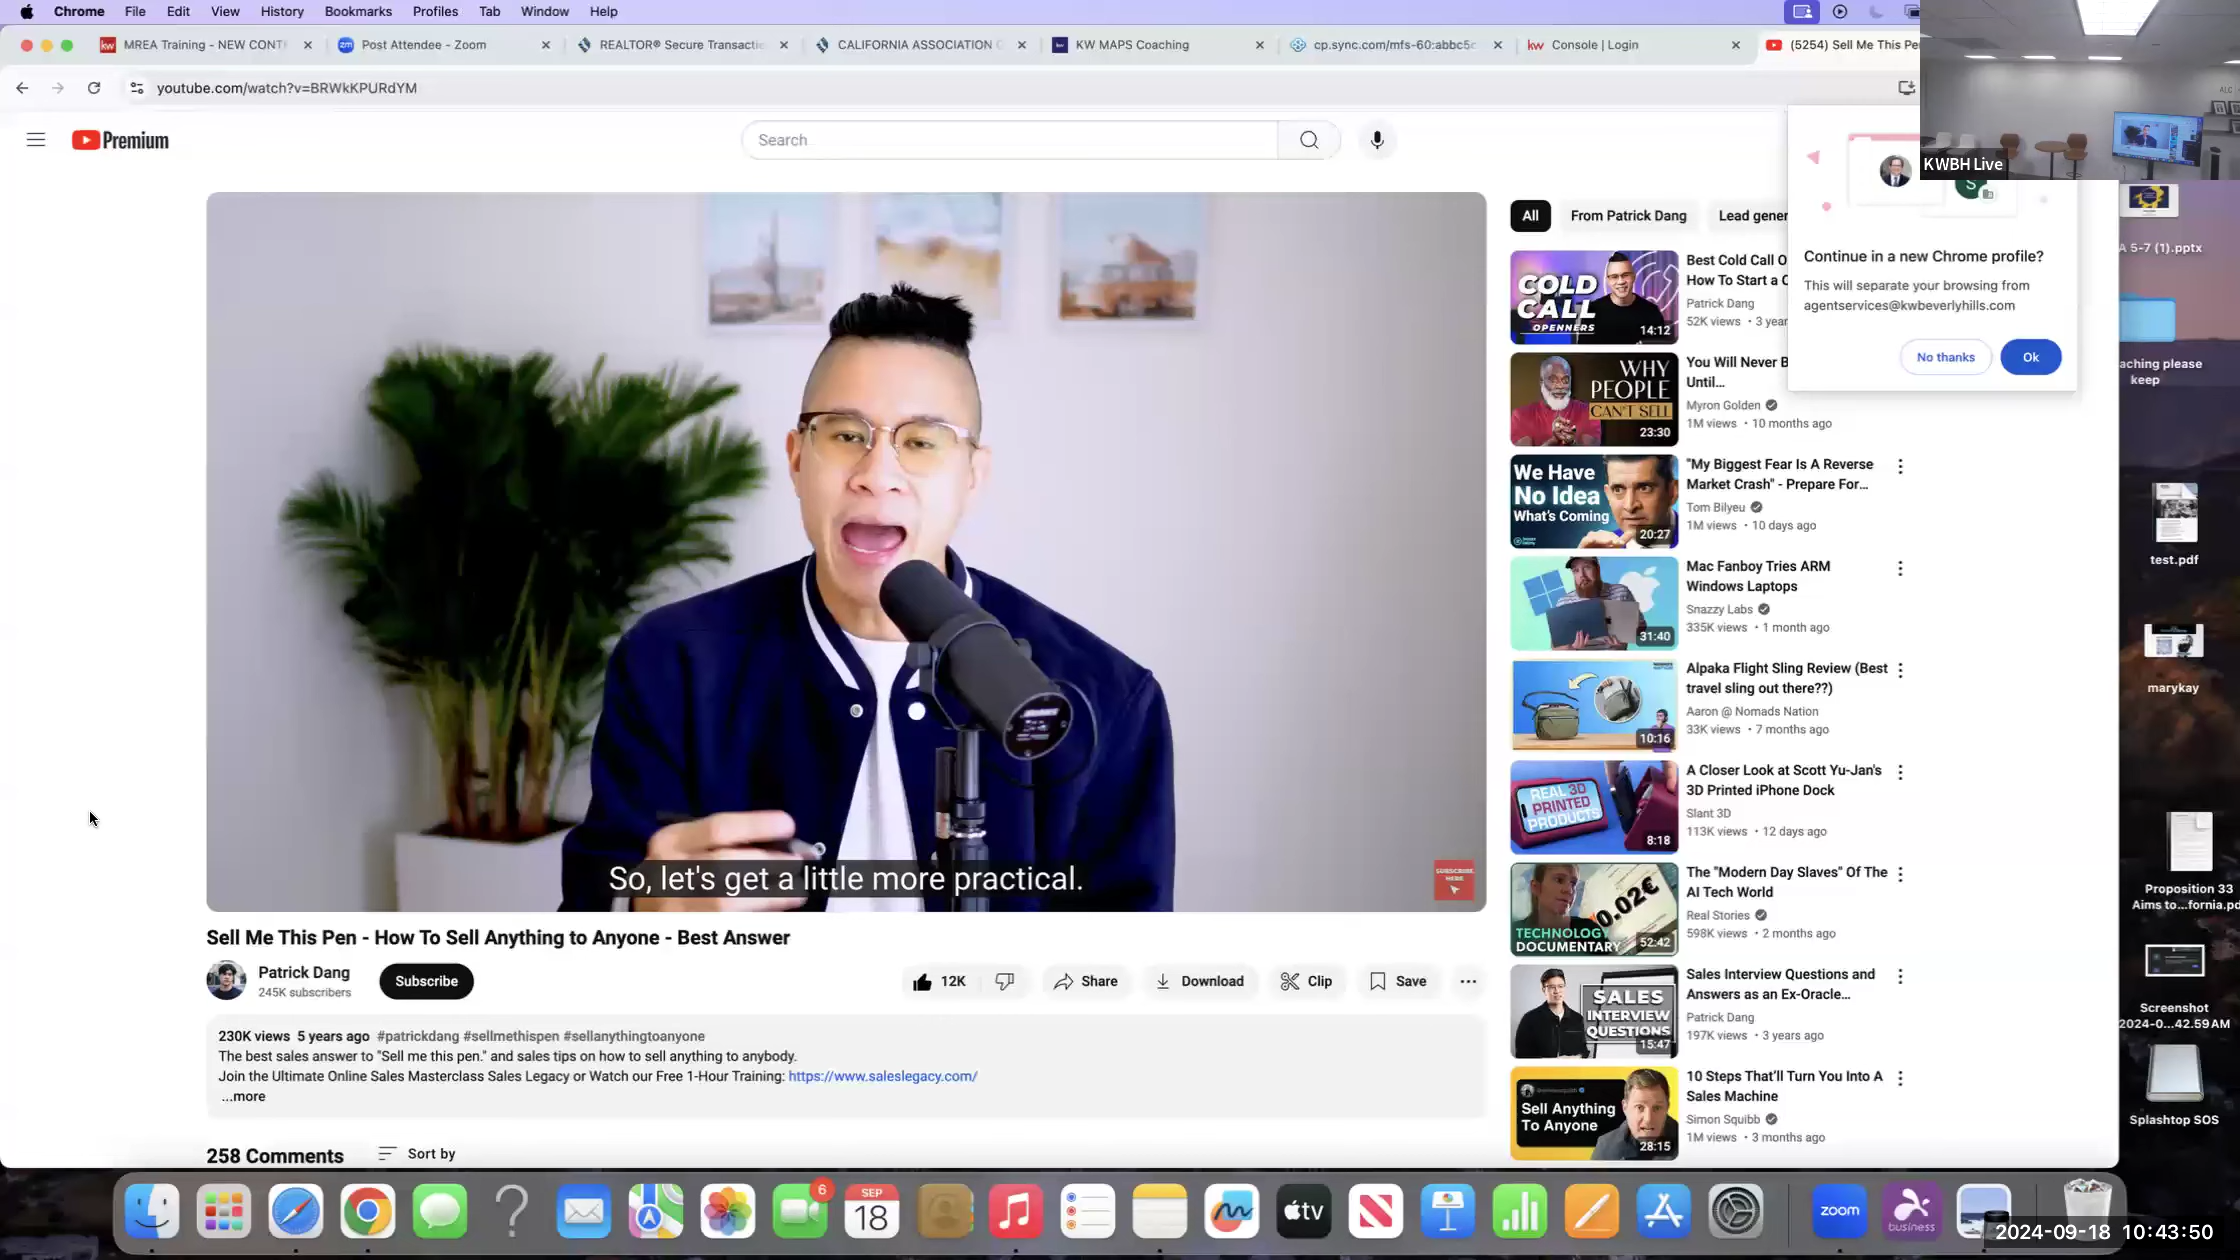 Chrome File Edit View History Bookmarks Profiles Tab Window Help
MREA Training - NEW CONT
Post Attendee - Zoom
REALTOR® Secure Transactio
CALIFORNIA ASSOCIATION
KW MAPS Coaching
cp.sync.com/mfs-60:abbc5c
Console | Login
(5254) Sell Me This Pe
youtube.com/watch?v=BRWkKPURdYM
Premium
Search
KWBH Live
All
From Patrick Dang
Lead gener
Continue in a new Chrome profile?
This will separate your browsing from
agentservices@kwbeverlyhills.com
No thanks
Ok
COLD
CALL
OPENNERS
14:12
Best Cold Call O
How To Start a C
Patrick Dang
52K views • 3 year
WHY
PEOPLE
CAN'T SELL
23:30
You Will Never B
Until...
Myron Golden
1M views • 10 months ago
We Have
No Idea
What's Coming
20:27
"My Biggest Fear Is A Reverse
Market Crash" - Prepare For...
Tom Bilyeu
1M views • 10 days ago
31:40
Mac Fanboy Tries ARM
Windows Laptops
Snazzy Labs
335K views • 1 month ago
10:16
Alpaka Flight Sling Review (Best
travel sling out there??)
Aaron @ Nomads Nation
33K views • 7 months ago
REAL 3D
PRINTED
PRODUCTS
8:18
A Closer Look at Scott Yu-Jan's
3D Printed iPhone Dock
Slant 3D
113K views • 12 days ago
0.02€
TECHNOLOGY
DOCUMENTARY
52:42
The "Modern Day Slaves" Of The
AI Tech World
Real Stories
598K views • 2 months ago
SALES
INTERVIEW
QUESTIONS
15:47
Sales Interview Questions and
Answers as an Ex-Oracle...
Patrick Dang
197K views • 3 years ago
Sell Anything
To Anyone
28:15
10 Steps That'll Turn You Into A
Sales Machine
Simon Squibb
1M views • 3 months ago
So, let's get a little more practical.
SUBSCRIBE
HERE
Sell Me This Pen - How To Sell Anything to Anyone - Best Answer
Patrick Dang
245K subscribers
Subscribe
12K
Share
Download
Clip
Save
230K views 5 years ago #patrickdang #sellmethispen #sellanythingtoanyone
The best sales answer to "Sell me this pen." and sales tips on how to sell anything to anybody.
Join the Ultimate Online Sales Masterclass Sales Legacy or Watch our Free 1-Hour Training: https://www.saleslegacy.com/
...more
258 Comments
Sort by
A 5-7 (1).pptx
aching please
keep
test.pdf
marykay
Proposition 33
Aims to...fornia.pd
Screenshot
2024-0...42.59 AM
Splashtop SOS
6
SEP
18
tv
zoom
business
2024-09-18 10:43:50